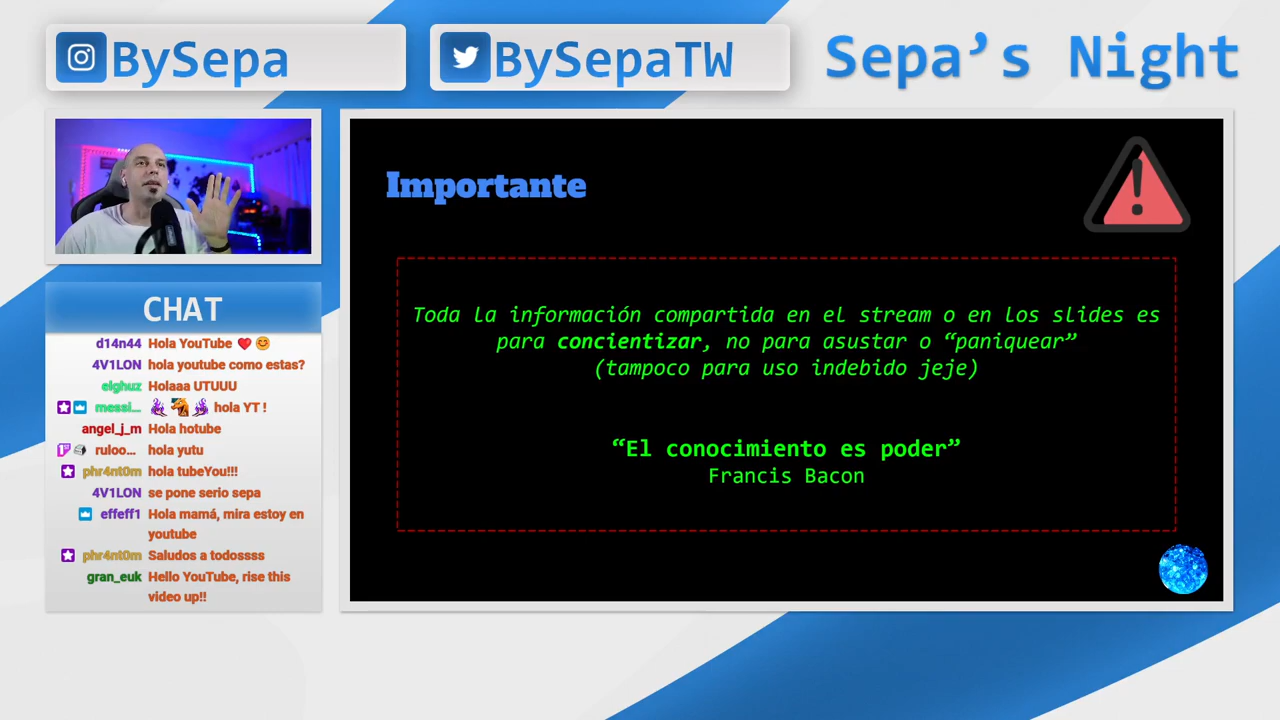 BySepa
BySepaTW
Sepa’s Night
Importante
Toda la información compartida en el stream o en los slides es
para concientizar, no para asustar o “paniquear”
(tampoco para uso indebido jeje)
“El conocimiento es poder”
Francis Bacon
CHAT
d14n44 Hola YouTube ❤️ 😊
4V1LON hola youtube como estas?
elghuz Holaaa UTUUU
messi... hola YT !
angel_j_m Hola hotube
ruloo... hola yutu
phr4nt0m hola tubeYou!!!
4V1LON se pone serio sepa
effeff1 Hola mamá, mira estoy en
youtube
phr4nt0m Saludos a todossss
gran_euk Hello YouTube, rise this
video up!!